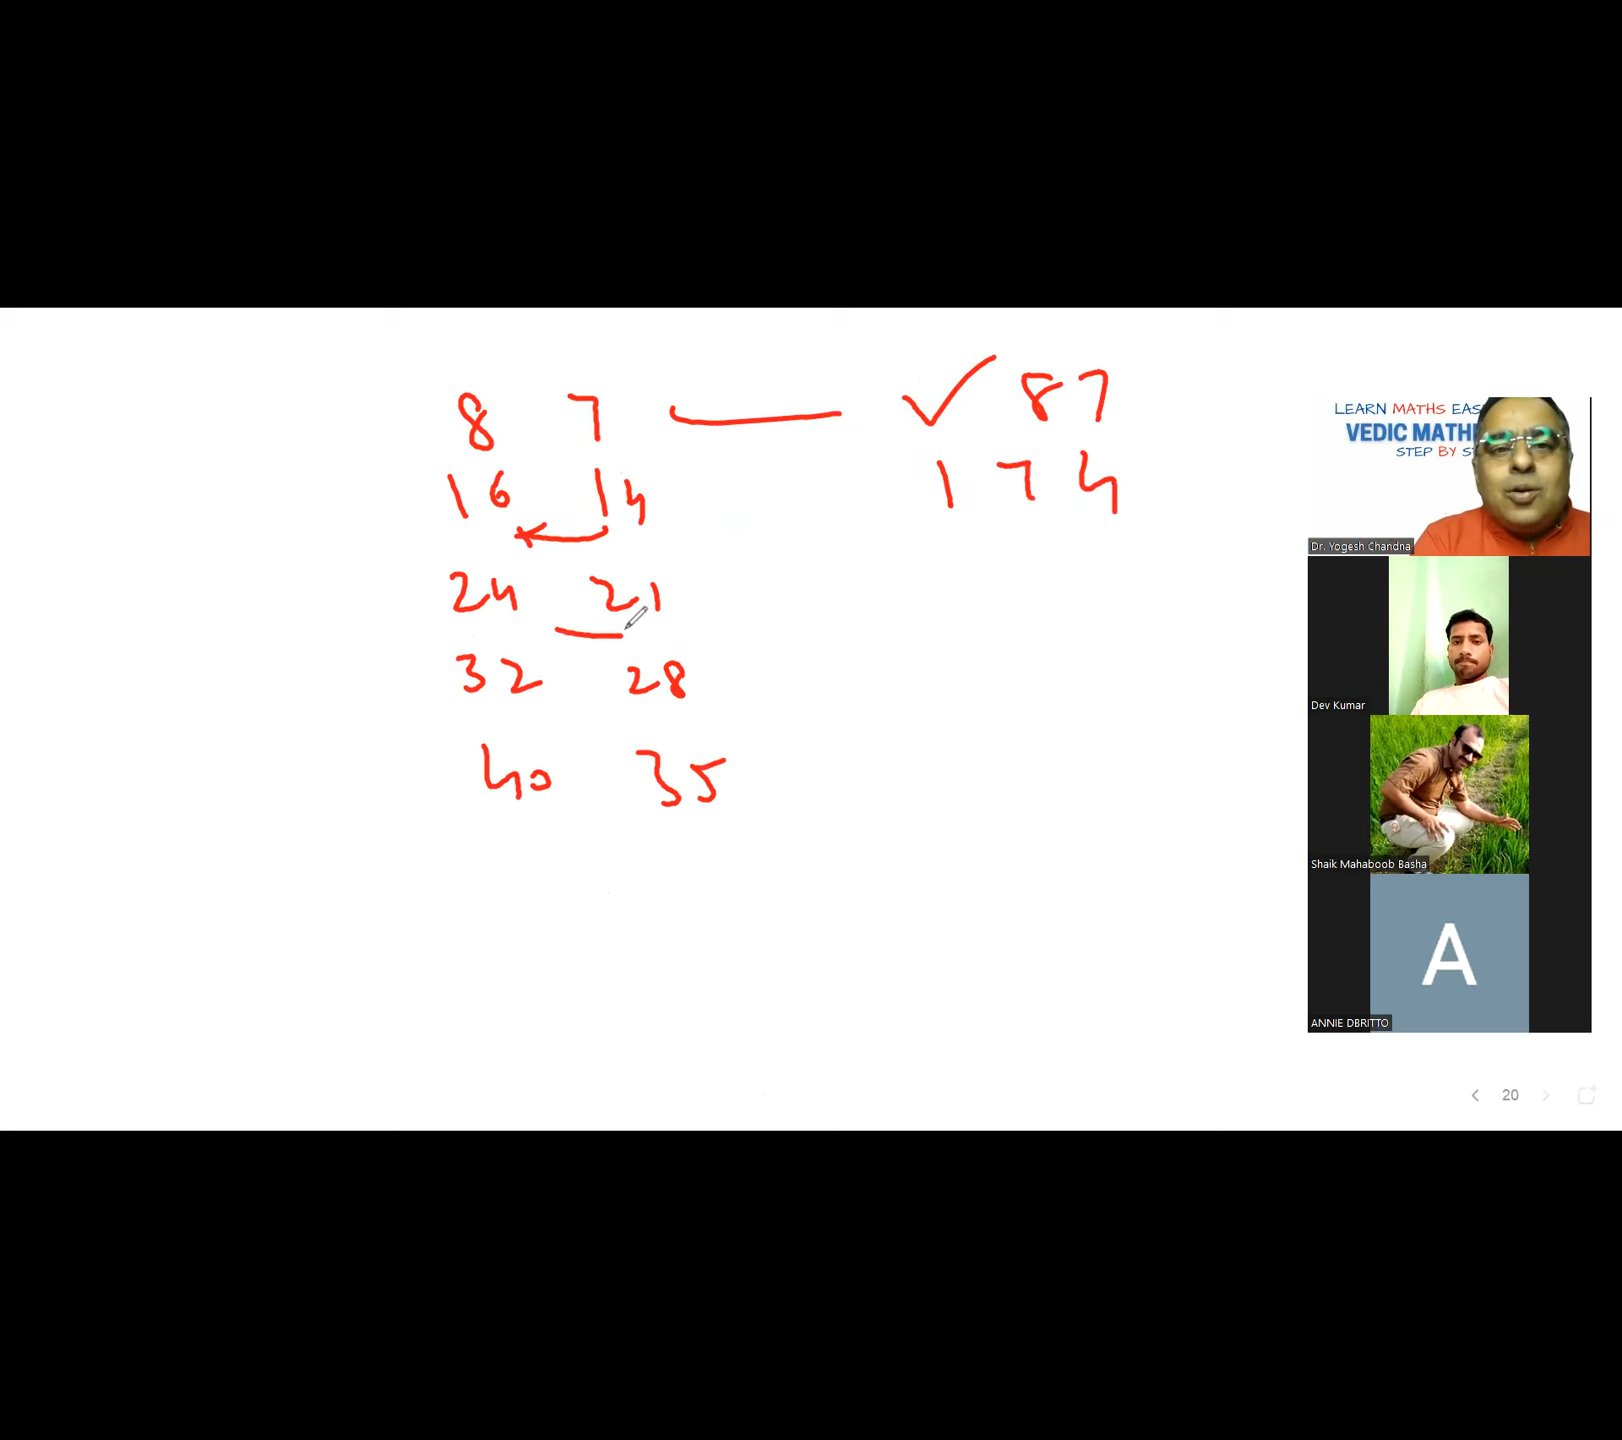 8 7 87
16 14 174
24 21
32 28
40 35
LEARN MATHS EAS
VEDIC MATH
STEP BY S
Dr. Yogesh Chandna
Dev Kumar
Shaik Mahaboob Basha
A
ANNIE DBRITTO
20